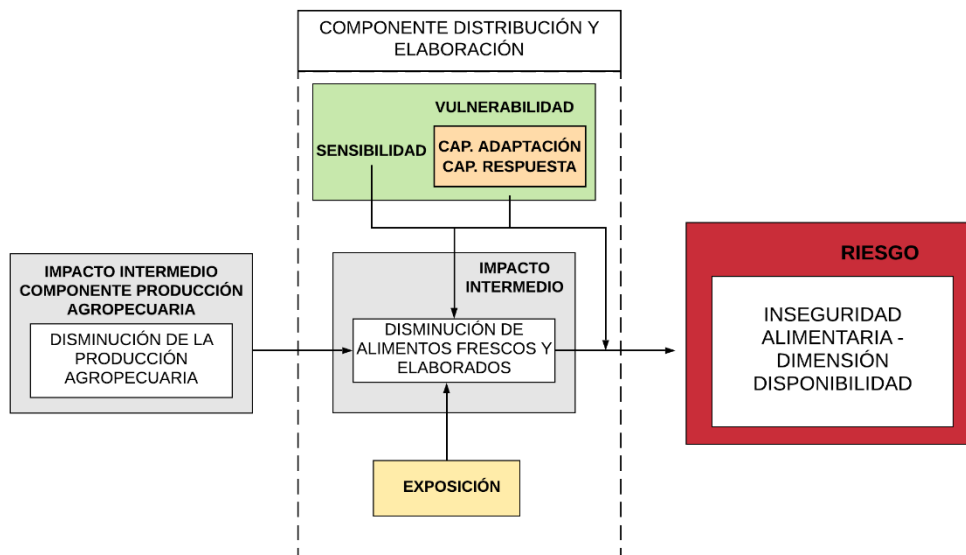 COMPONENTE DISTRIBUCIÓN Y
ELABORACIÓN
VULNERABILIDAD
SENSIBILIDAD
CAP. ADAPTACIÓN
CAP. RESPUESTA
IMPACTO INTERMEDIO
COMPONENTE PRODUCCIÓN
AGROPECUARIA
DISMINUCIÓN DE LA
PRODUCCIÓN
AGROPECUARIA
IMPACTO
INTERMEDIO
DISMINUCIÓN DE
ALIMENTOS FRESCOS Y
ELABORADOS
EXPOSICIÓN
RIESGO
INSEGURIDAD
ALIMENTARIA -
DIMENSIÓN
DISPONIBILIDAD